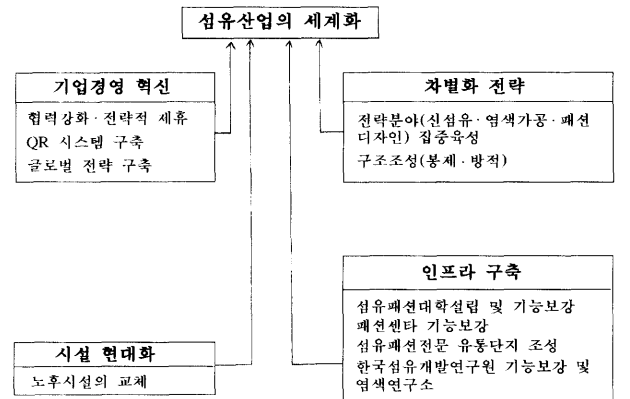 섬유산업의 세계화
기업경영 혁신
협력강화·전략적 제휴
QR 시스템 구축
글로벌 전략 구축
차별화 전략
전략분야(신섬유·염색가공·패션
디자인) 집중육성
구조조성(봉제·방적)
시설 현대화
노후시설의 교체
인프라 구축
섬유패션대학설립 및 기능보강
패션센타 기능보강
섬유패션전문 유통단지 조성
한국섬유개발연구원 기능보강 및
염색연구소